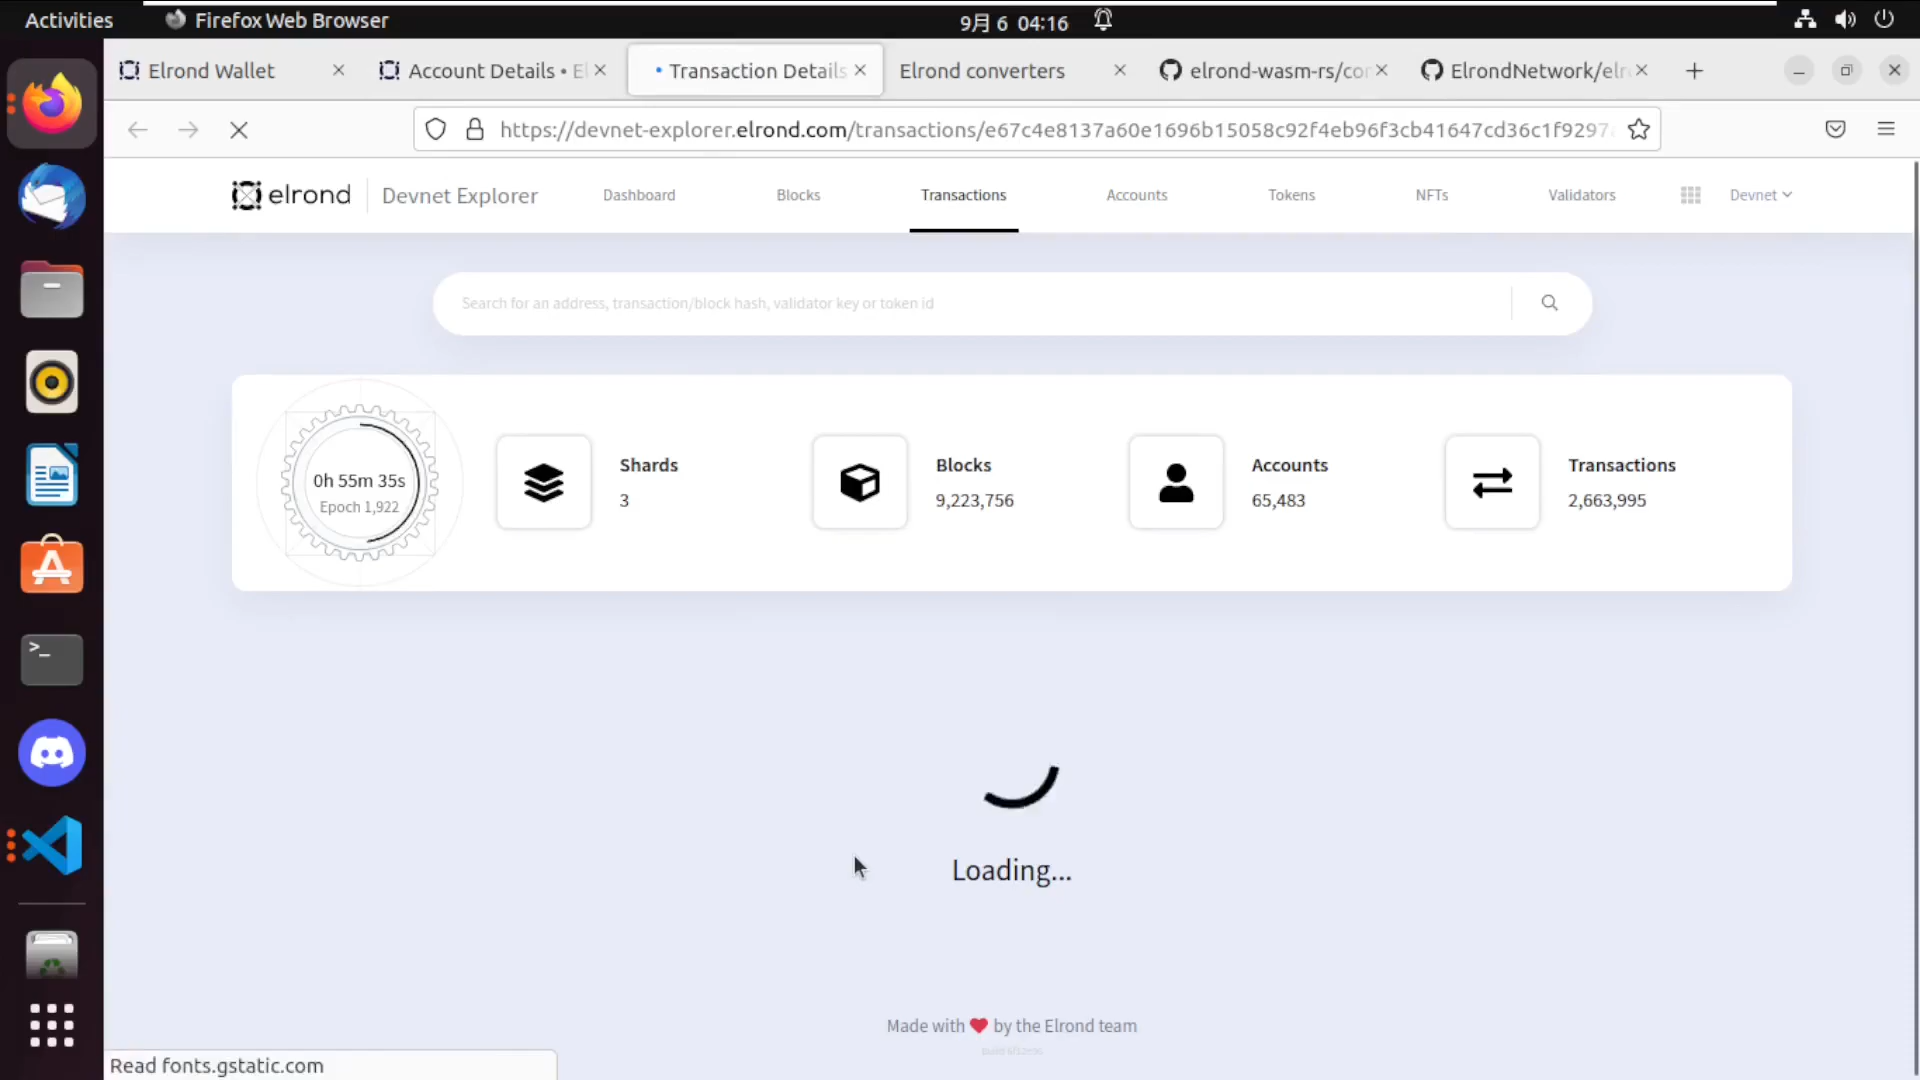 Activities
Firefox Web Browser
9月 6 04:16
Elrond Wallet
Account Details • El
Transaction Details
Elrond converters
elrond-wasm-rs/con
ElrondNetwork/elr
https://devnet-explorer.elrond.com/transactions/e67c4e8137a60e1696b15058c92f4eb96f3cb41647cd36c1f9297
elrond
Devnet Explorer
Dashboard
Blocks
Transactions
Accounts
Tokens
NFTs
Validators
Devnet
Search for an address, transaction/block hash, validator key or token id
0h 55m 35s
Epoch 1,922
Shards
3
Blocks
9,223,756
Accounts
65,483
Transactions
2,663,995
Loading...
Made with ❤ by the Elrond team
Read fonts.gstatic.com